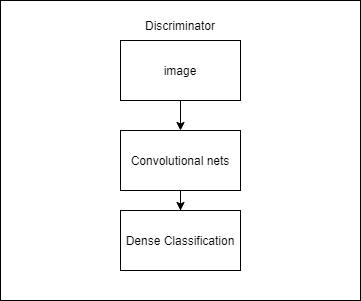 Discriminator
image
Convolutional nets
Dense Classification